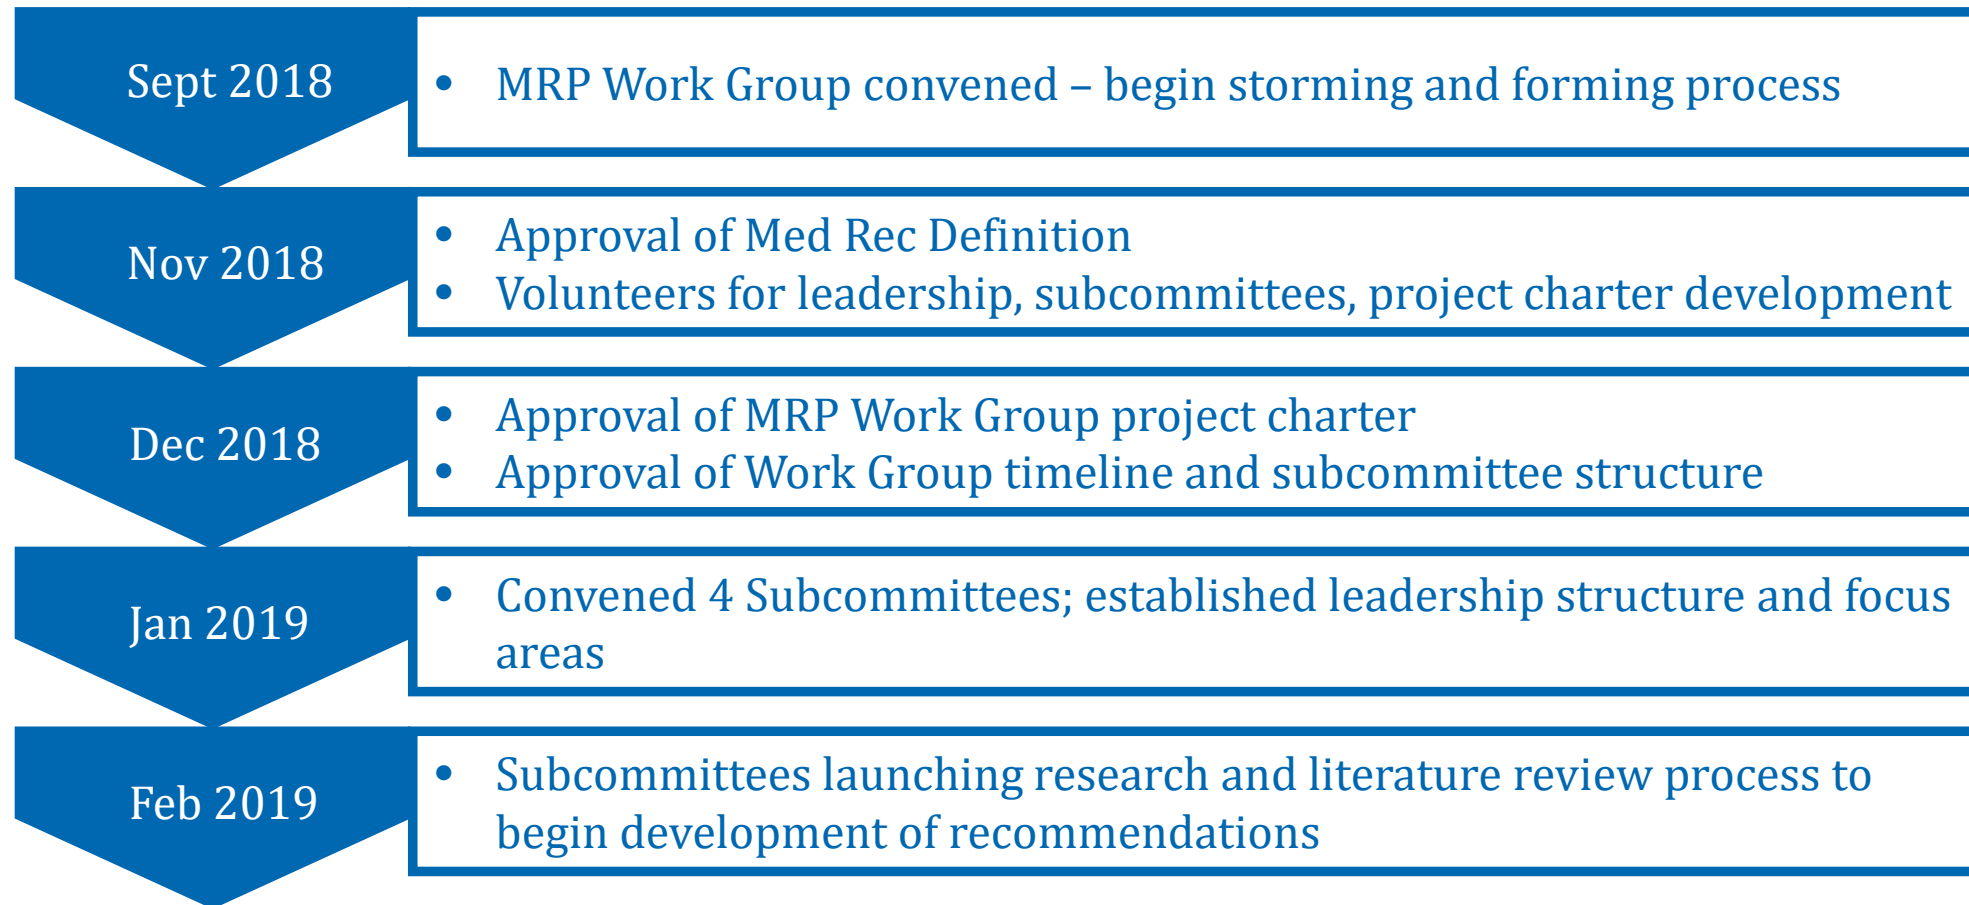 Sept 2018
• MRP Work Group convened – begin storming and forming process
Nov 2018
• Approval of Med Rec Definition
• Volunteers for leadership, subcommittees, project charter development
Dec 2018
• Approval of MRP Work Group project charter
• Approval of Work Group timeline and subcommittee structure
Jan 2019
• Convened 4 Subcommittees; established leadership structure and focus
areas
Feb 2019
• Subcommittees launching research and literature review process to
begin development of recommendations